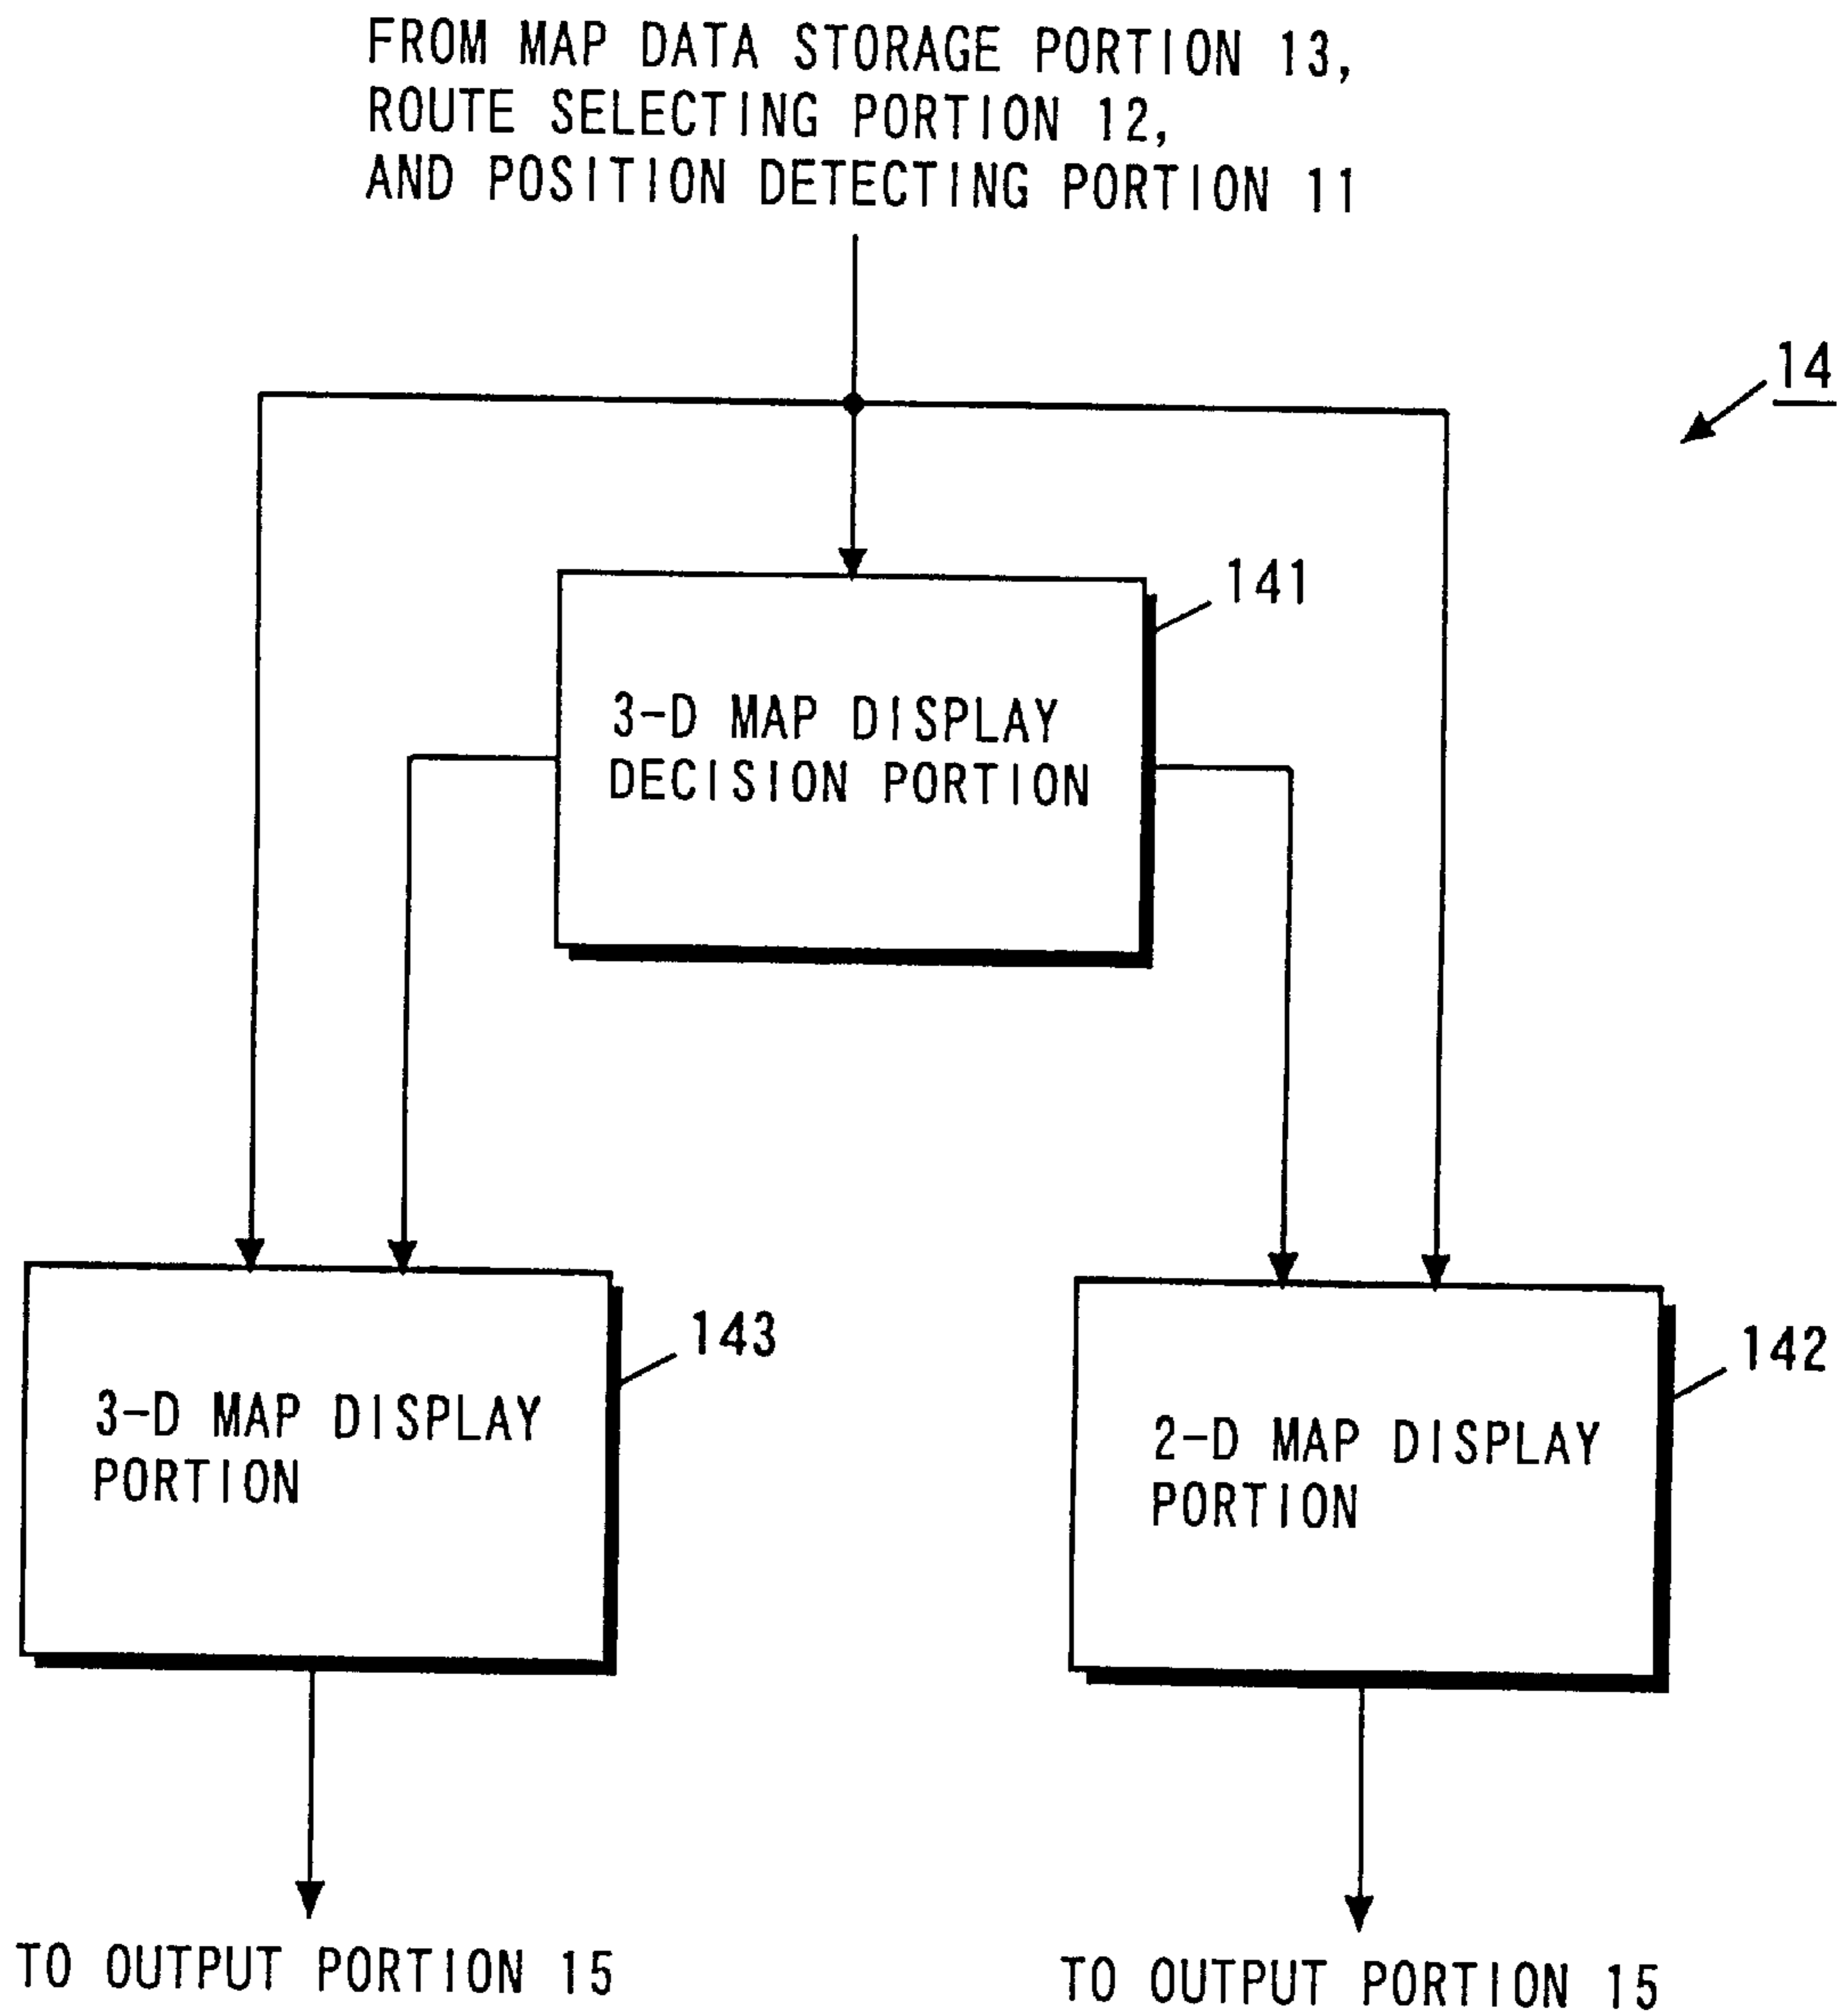 FROM MAP DATA STORAGE PORTION 13,
ROUTE SELECTING PORTION 12,
AND POSITION DETECTING PORTION 11
14
141
3-D MAP DISPLAY
DECISION PORTION
143
3-D MAP DISPLAY
PORTION
142
2-D MAP DISPLAY
PORTION
TO OUTPUT PORTION 15
TO OUTPUT PORTION 15